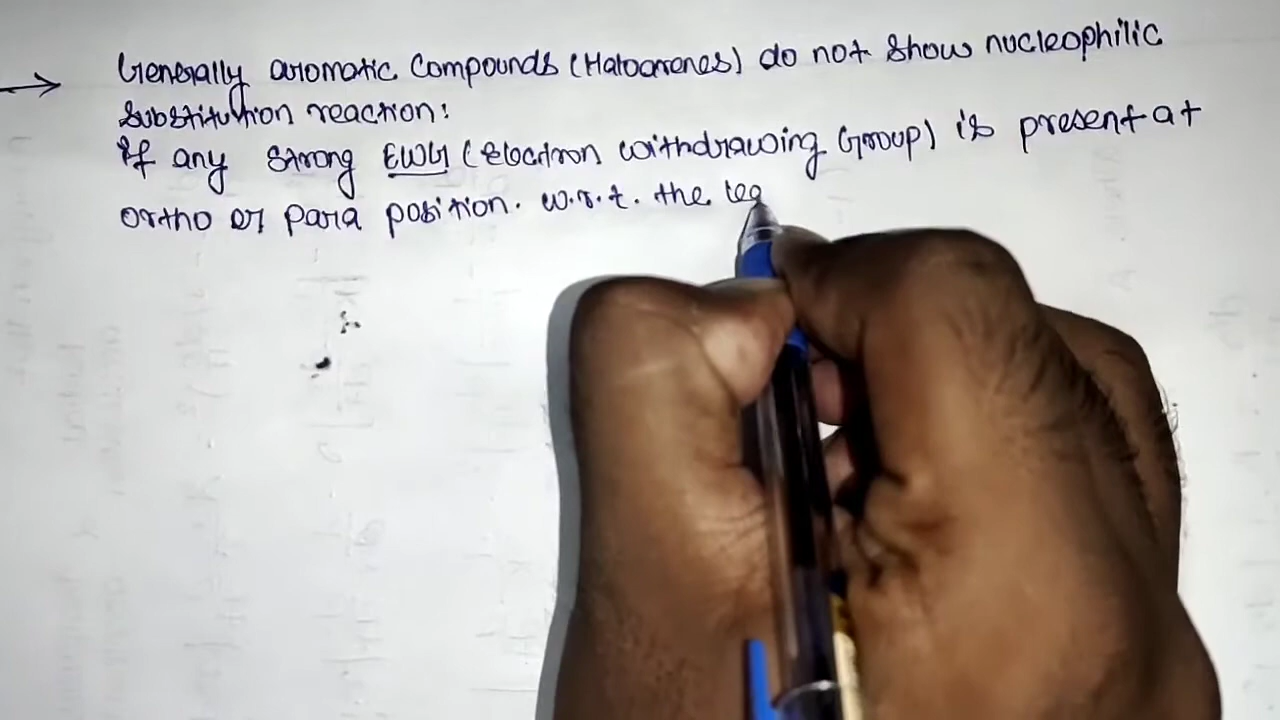 Generally aromatic Compounds (Haloarenes) do not show nucleophilic
substitution reaction:
If any strong EWG (Electron withdrawing Group) is present at
ortho or para position. w.r.t. the lea